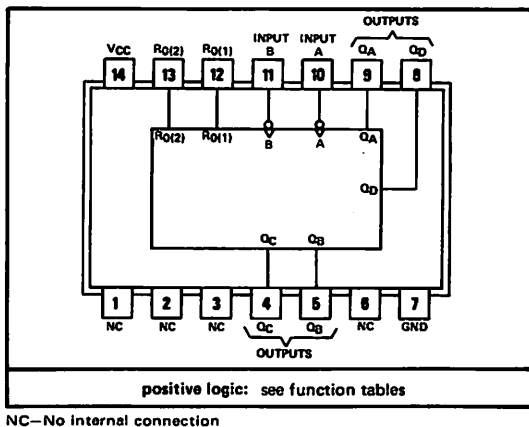 OUTPUTS
VCC R0(2) R0(1) INPUT B INPUT A QA QD
14 13 12 11 10 9 8
R0(2) R0(1) B A QA
QD
QC QB
1 2 3 4 5 6 7
NC NC NC QC QB NC GND
OUTPUTS
positive logic: see function tables
NC—No internal connection